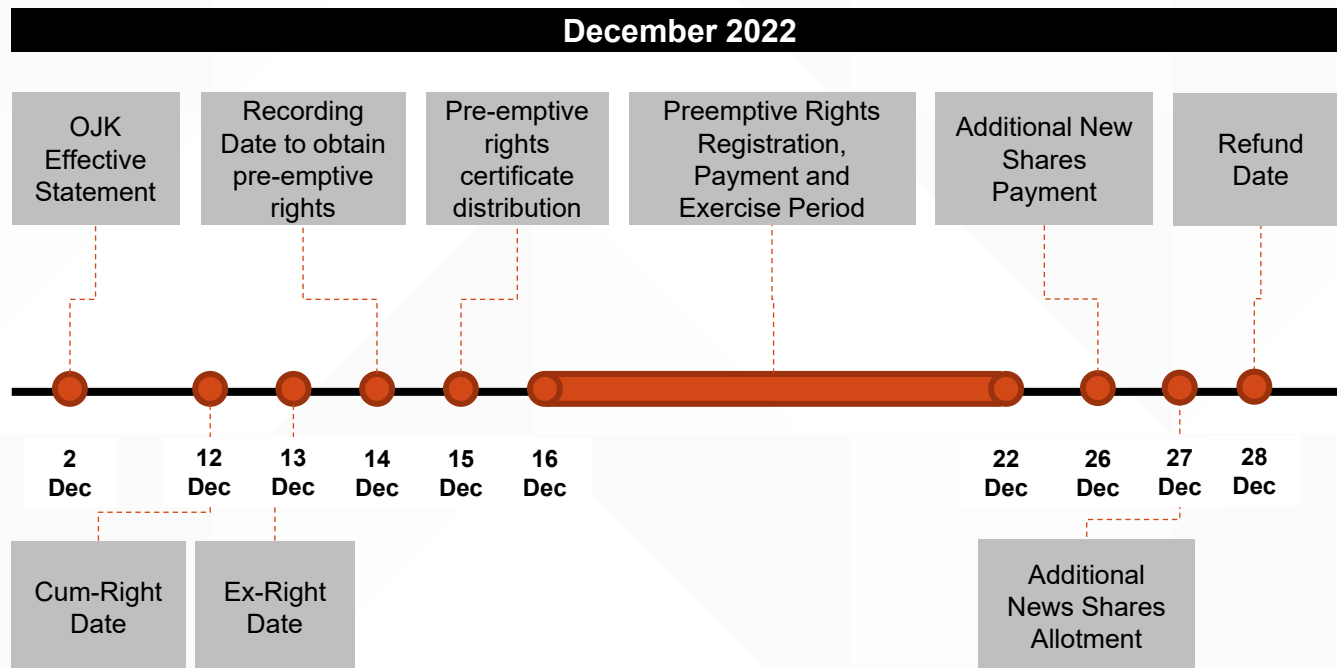 December 2022
OJK
Effective
Statement
Recording
Date to obtain
pre-emptive
rights
Pre-emptive
rights
certificate
distribution
Preemptive Rights
Registration,
Payment and
Exercise Period
Additional New
Shares
Payment
Refund
Date
2
Dec
12
Dec
13
Dec
14
Dec
15
Dec
16
Dec
22
Dec
26
Dec
27
Dec
28
Dec
Cum-Right
Date
Ex-Right
Date
Additional
News Shares
Allotment